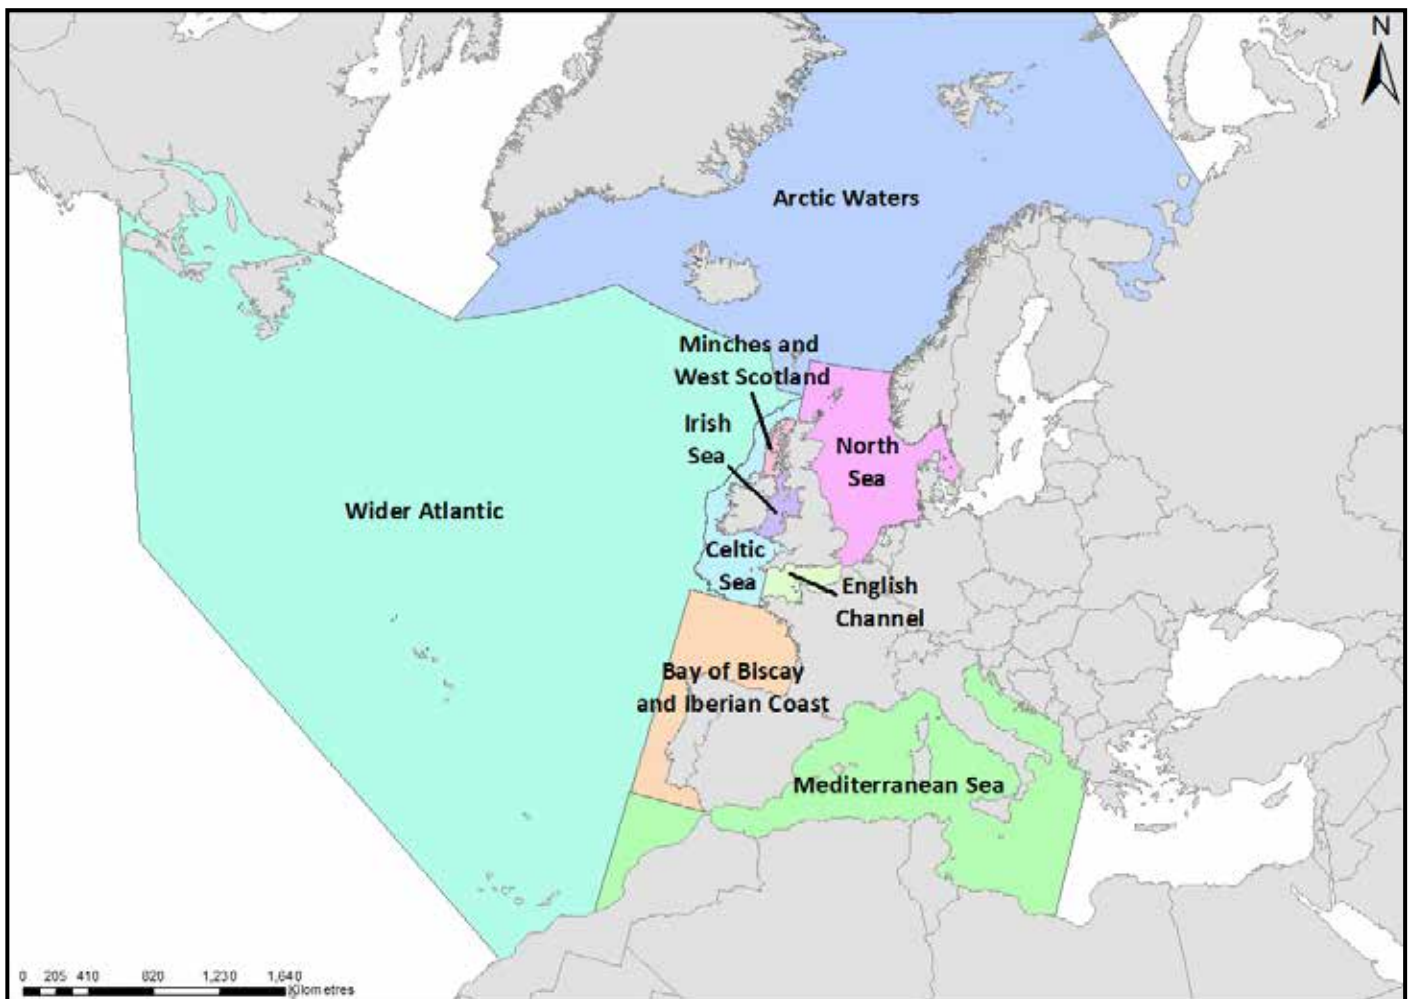 N
Arctic Waters
Minches and
West Scotland
Irish
Sea
North
Sea
Wider Atlantic
Celtic
Sea
English
Channel
Bay of Biscay
and Iberian Coast
Mediterranean Sea
0 205 410 820 1,230 1,640
Kilometres